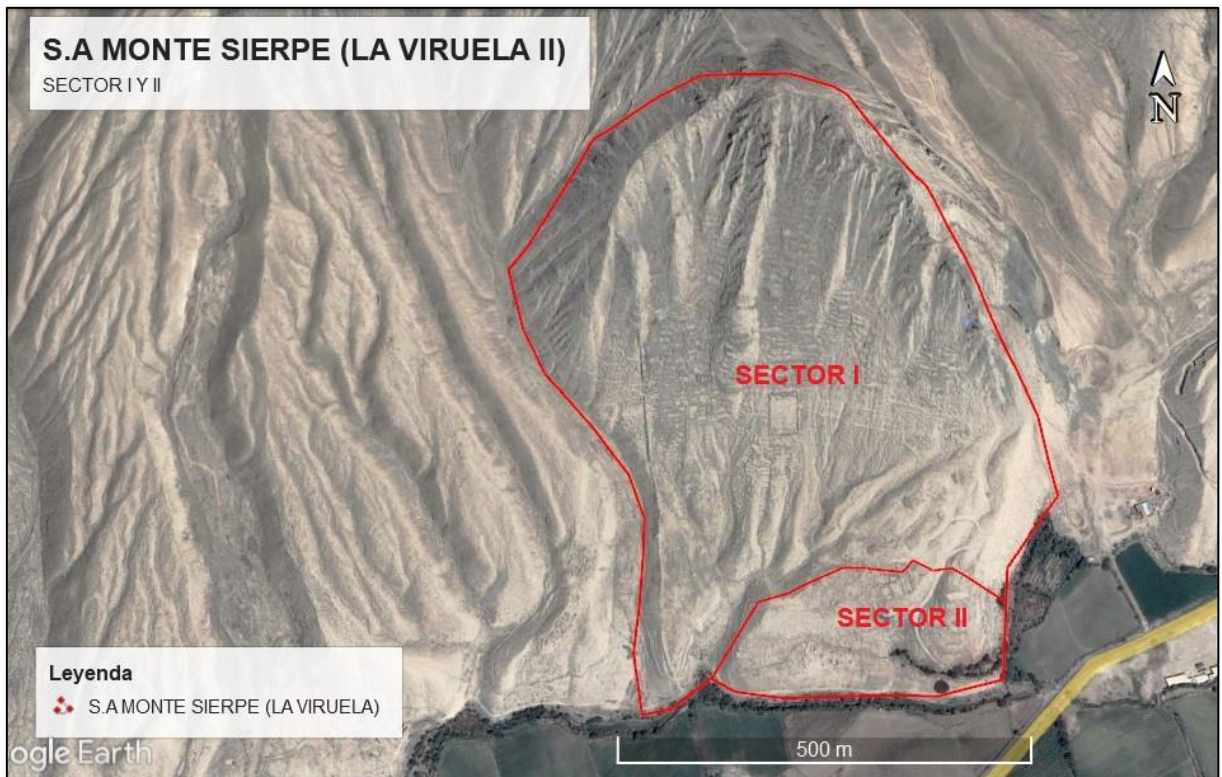 S.A MONTE SIERPE (LA VIRUELA II)
SECTOR I Y II
N
SECTOR I
SECTOR II
Leyenda
S.A MONTE SIERPE (LA VIRUELA)
ogle Earth
500 m